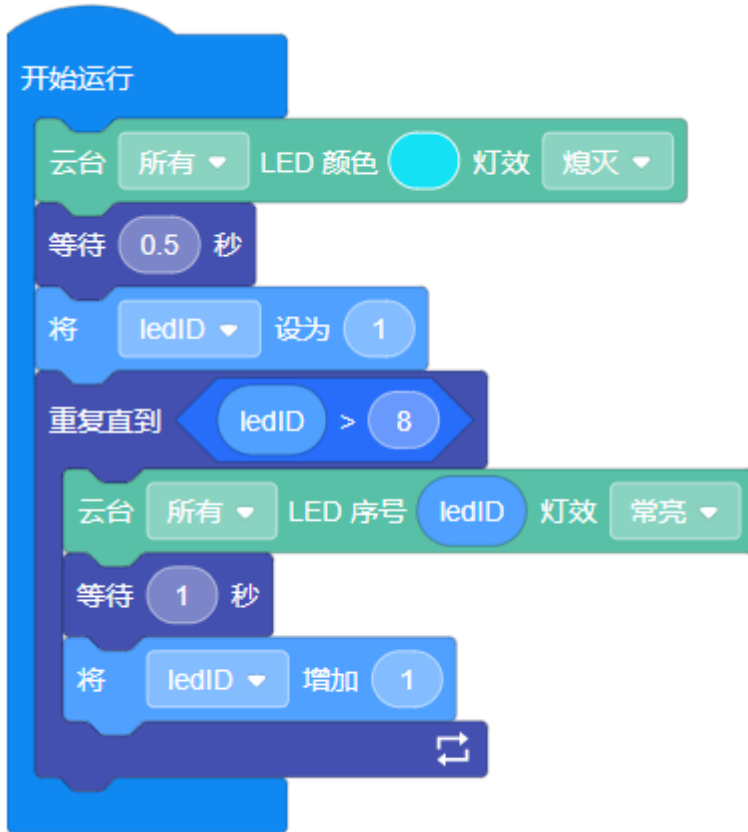 开始运行
云台 所有 LED 颜色 灯效 熄灭
等待 0.5 秒
将 ledID 设为 1
重复直到 ledID > 8
云台 所有 LED 序号 ledID 灯效 常亮
等待 1 秒
将 ledID 增加 1